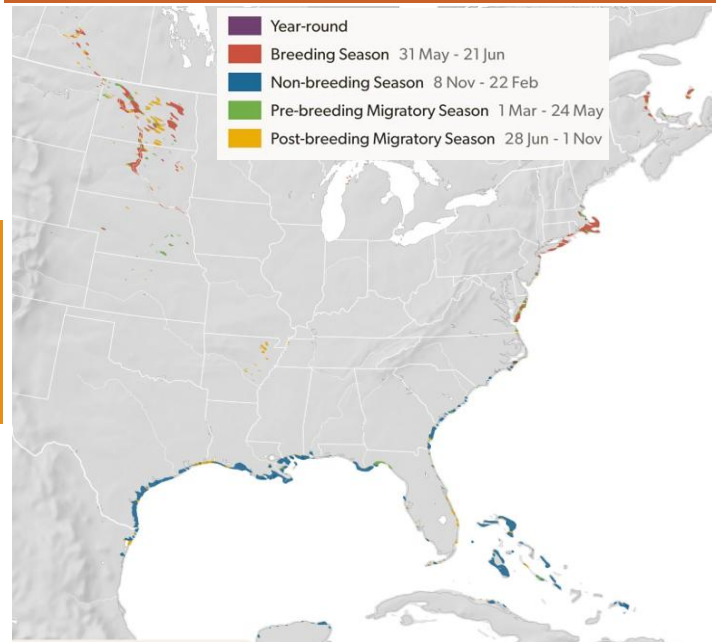 Year-round
Breeding Season 31 May - 21 Jun
Non-breeding Season 8 Nov - 22 Feb
Pre-breeding Migratory Season 1 Mar - 24 May
Post-breeding Migratory Season 28 Jun - 1 Nov